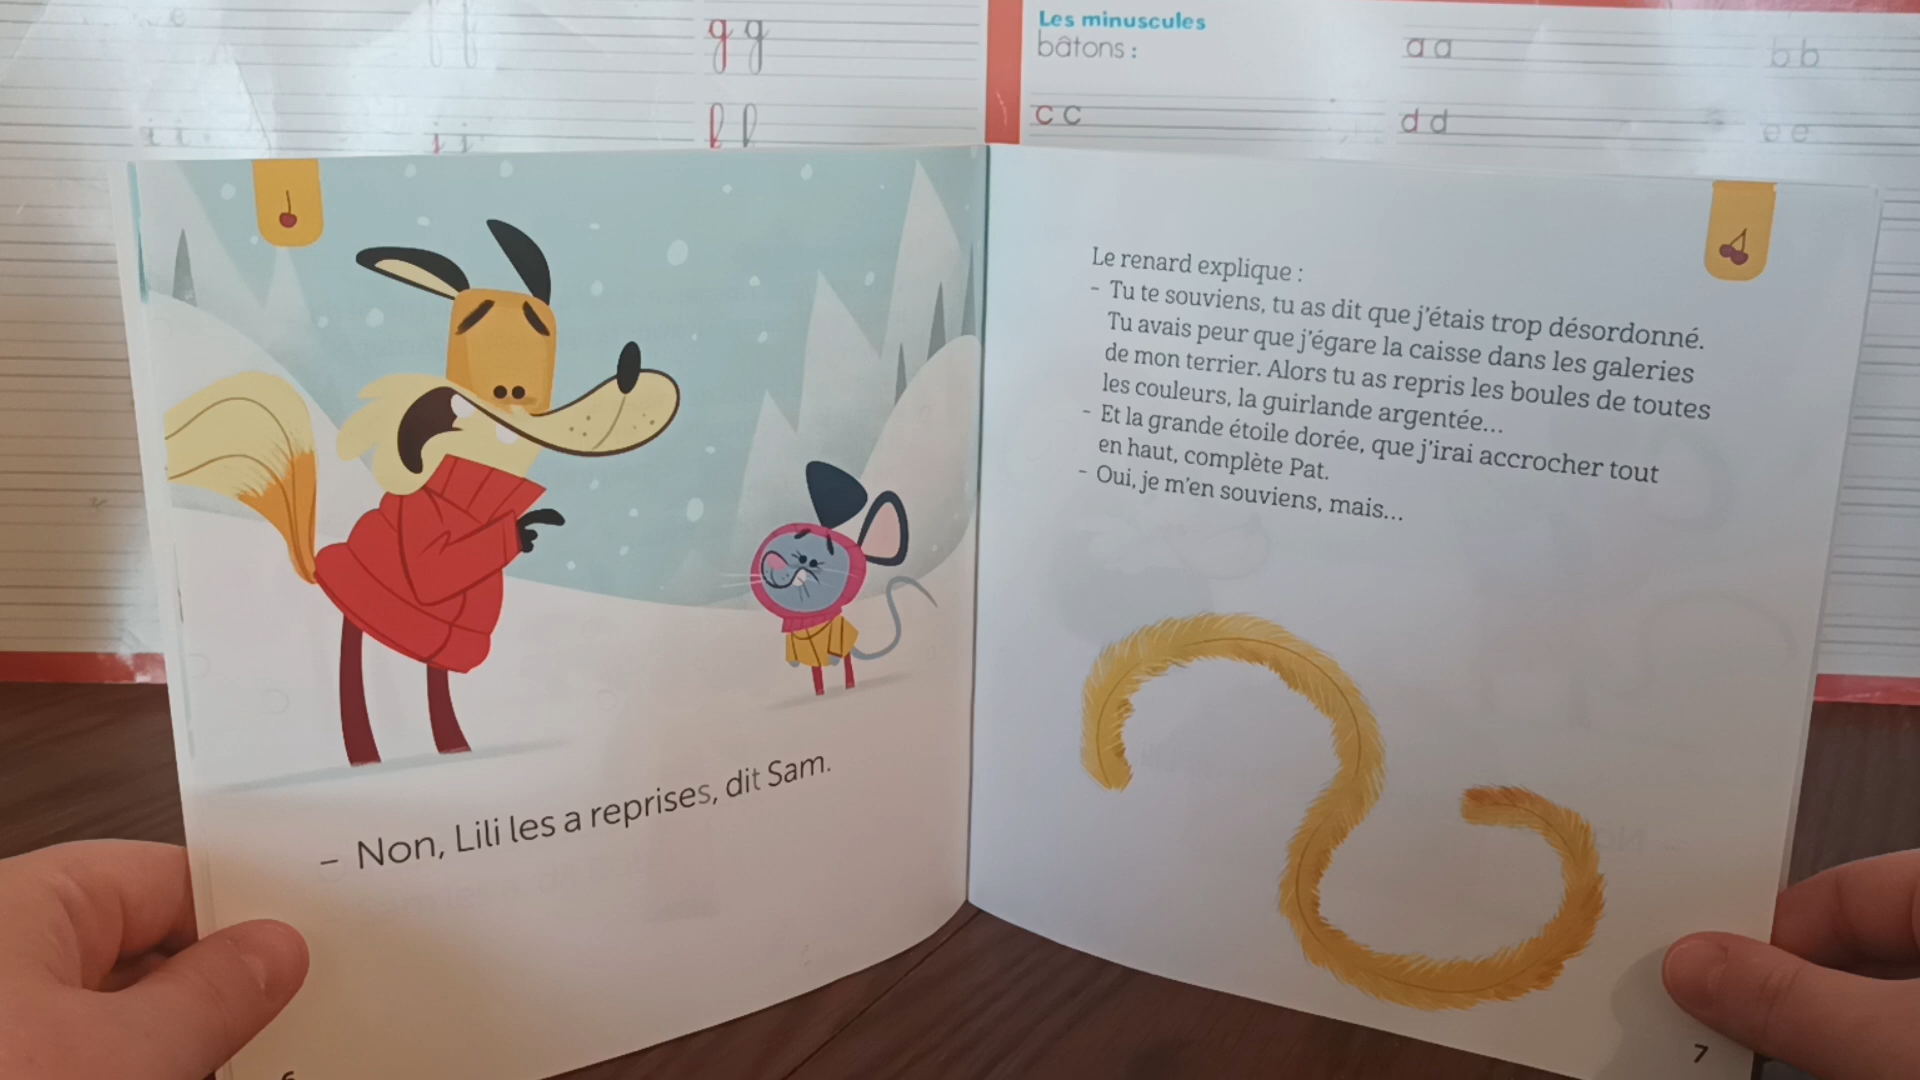 g g
l l
i i
j j
Les minuscules
bâtons :
a a
b b
c c
d d
e e
– Non, Lili les a reprises, dit Sam.
6
Le renard explique :
- Tu te souviens, tu as dit que j'étais trop désordonné.
Tu avais peur que j'égare la caisse dans les galeries
de mon terrier. Alors tu as repris les boules de toutes
les couleurs, la guirlande argentée...
- Et la grande étoile dorée, que j'irai accrocher tout
en haut, complète Pat.
- Oui, je m'en souviens, mais...
7